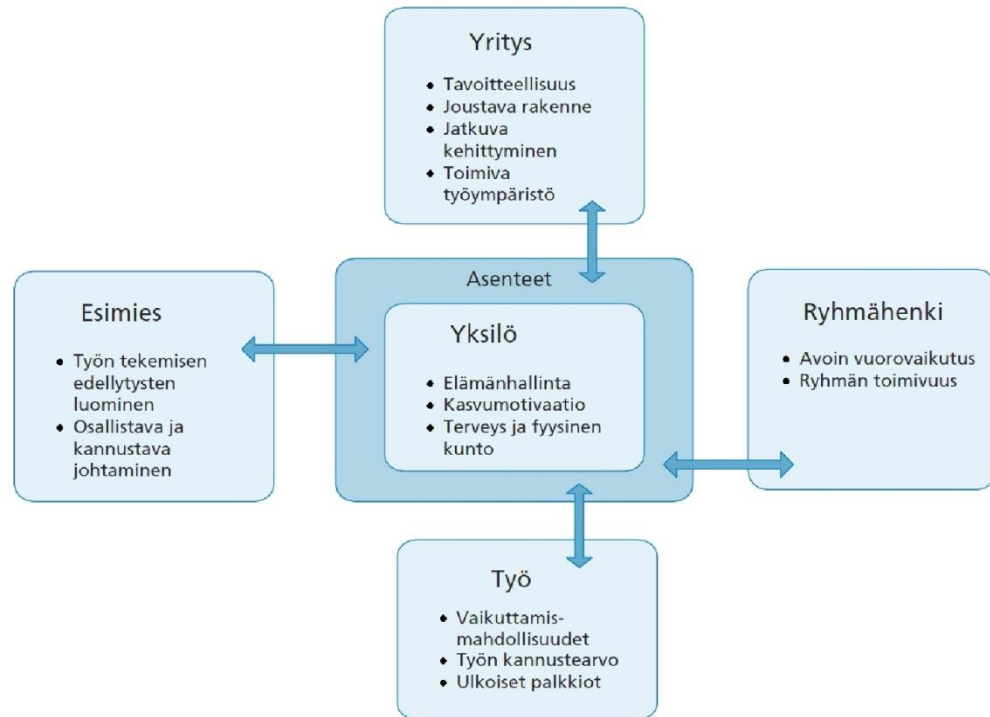 Yritys
• Tavoitteellisuus
• Joustava rakenne
• Jatkuva
kehittyminen
• Toimiva
työympäristö
Asenteet
Esimies
• Työn tekemisen
edellytysten
luominen
• Osallistava ja
kannustava
johtaminen
Yksilö
• Elämänhallinta
• Kasvumotivaatio
• Terveys ja fyysinen
kunto
Ryhmähenki
• Avoin vuorovaikutus
• Ryhmän toimivuus
Työ
• Vaikuttamis-
mahdollisuudet
• Työn kannustearvo
• Ulkoiset palkkiot